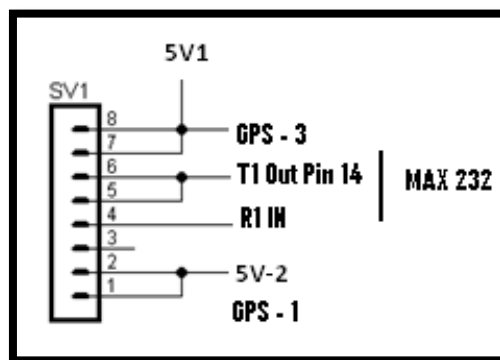 5V1
SV1
8
GPS - 3
7
6
T1 Out Pin 14
MAX 232
5
4
R1 IN
3
2
5V-2
1
GPS - 1